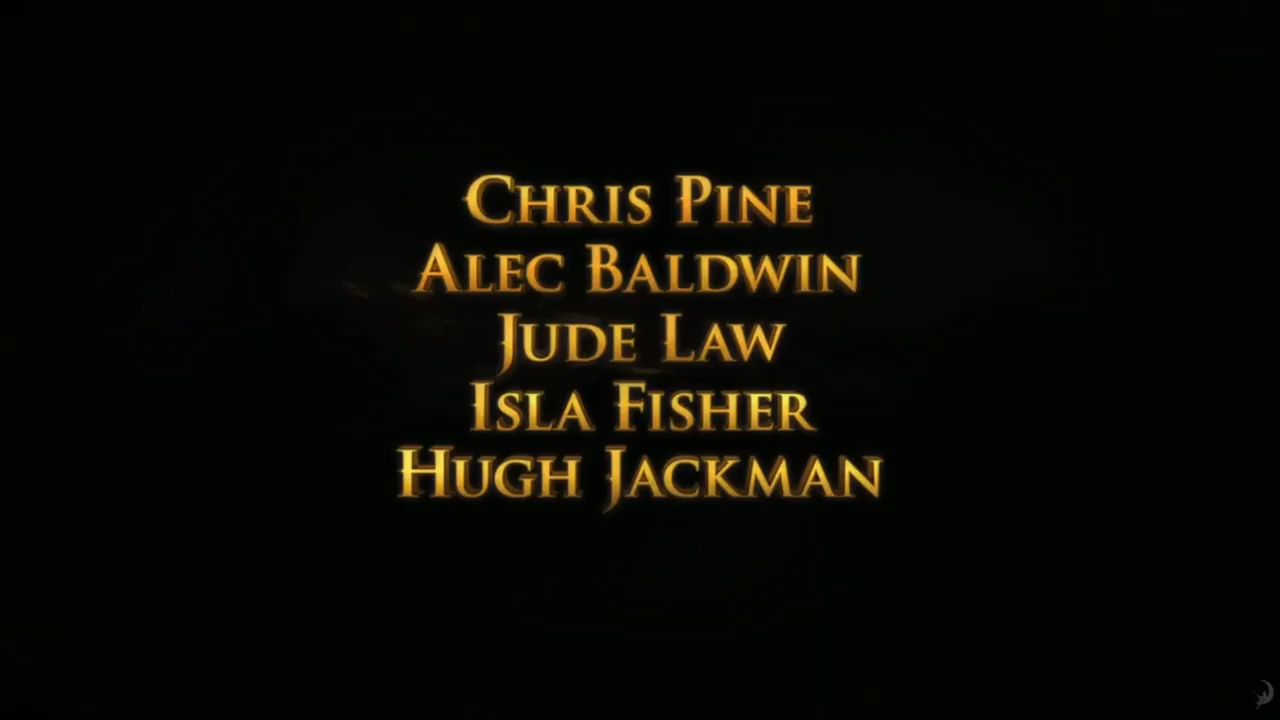 Chris Pine
Alec Baldwin
Jude Law
Isla Fisher
Hugh Jackman